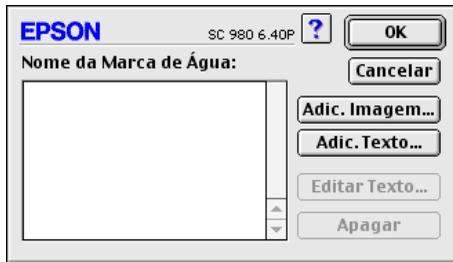 EPSON SC 980 6.40P ? OK
Nome da Marca de Água: Cancelar
Adic. Imagem...
Adic. Texto...
Editar Texto...
Apagar